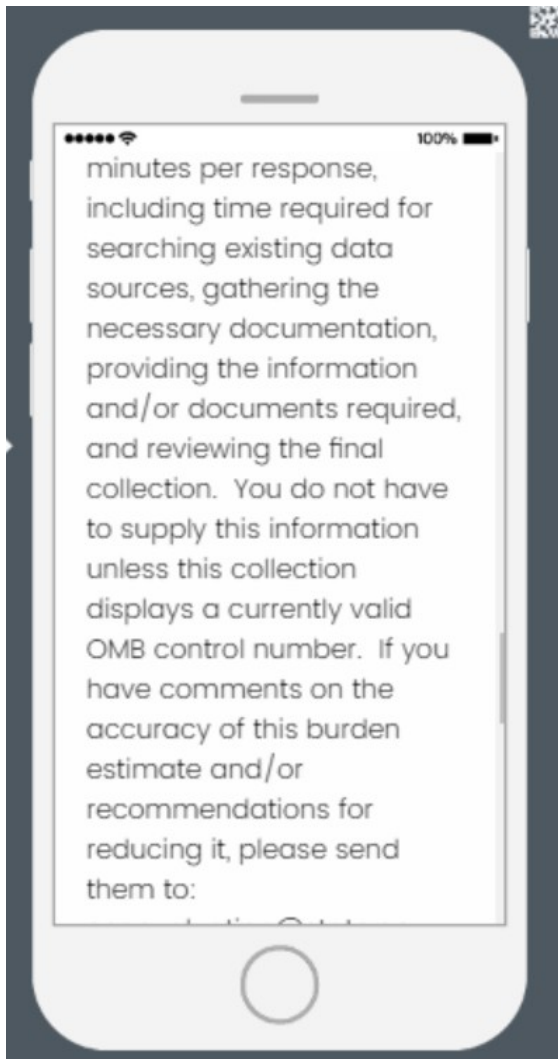 100%
minutes per response,
including time required for
searching existing data
sources, gathering the
necessary documentation,
providing the information
and/or documents required,
and reviewing the final
collection.  You do not have
to supply this information
unless this collection
displays a currently valid
OMB control number.  If you
have comments on the
accuracy of this burden
estimate and/or
recommendations for
reducing it, please send
them to: